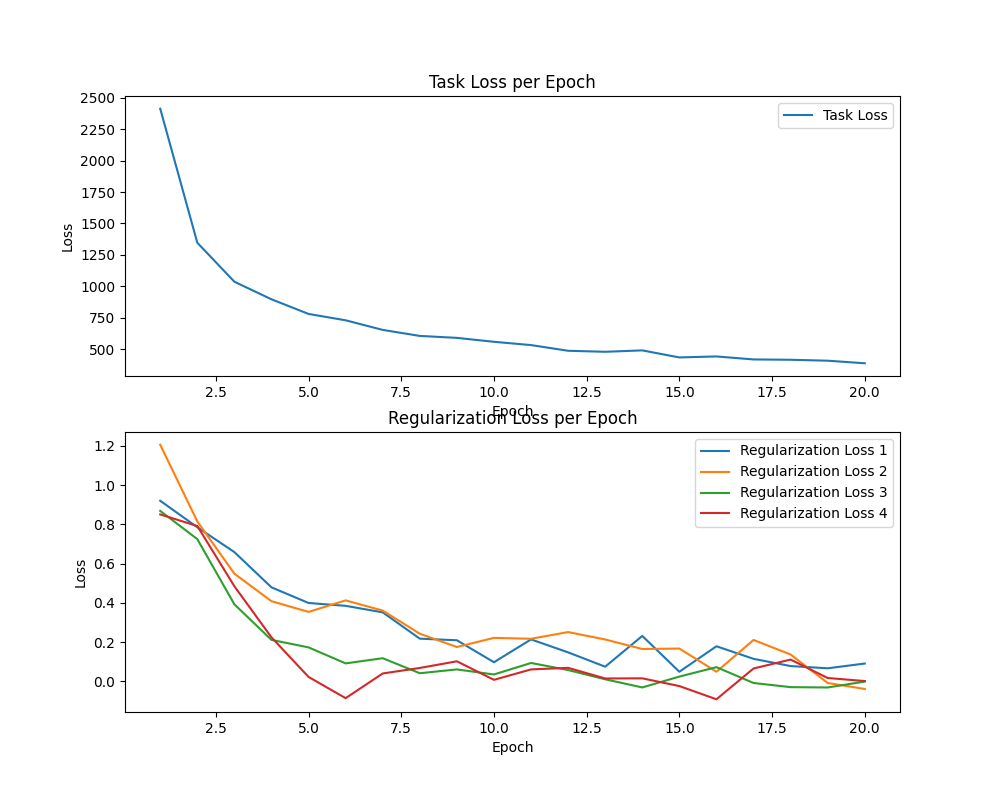 Task Loss per Epoch
2500
2250
2000
1750
1500
1250
1000
750
500
Loss
Task Loss
2.5 5.0 7.5 10.0 12.5 15.0 17.5 20.0
Epoch
Regularization Loss per Epoch
1.2
1.0
0.8
0.6
0.4
0.2
0.0
Loss
Regularization Loss 1
Regularization Loss 2
Regularization Loss 3
Regularization Loss 4
2.5 5.0 7.5 10.0 12.5 15.0 17.5 20.0
Epoch